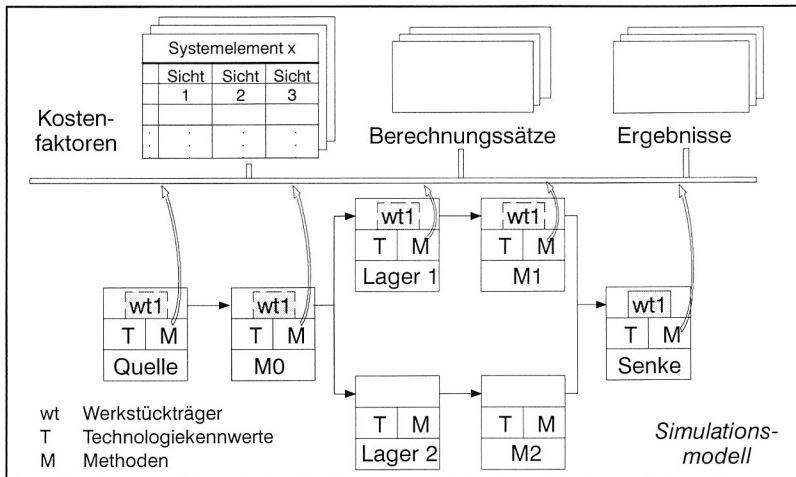 Systemelement x
Sicht Sicht Sicht
1 2 3
: : : :
Kosten-
faktoren
Berechnungssätze
Ergebnisse
wt1 wt1
T M T M
Lager 1 M1
wt1 wt1 wt1
T M T M T M
Quelle M0 Senke
T M T M
Lager 2 M2
wt Werkstückträger
T Technologiekennwerte
M Methoden
Simulations-
modell